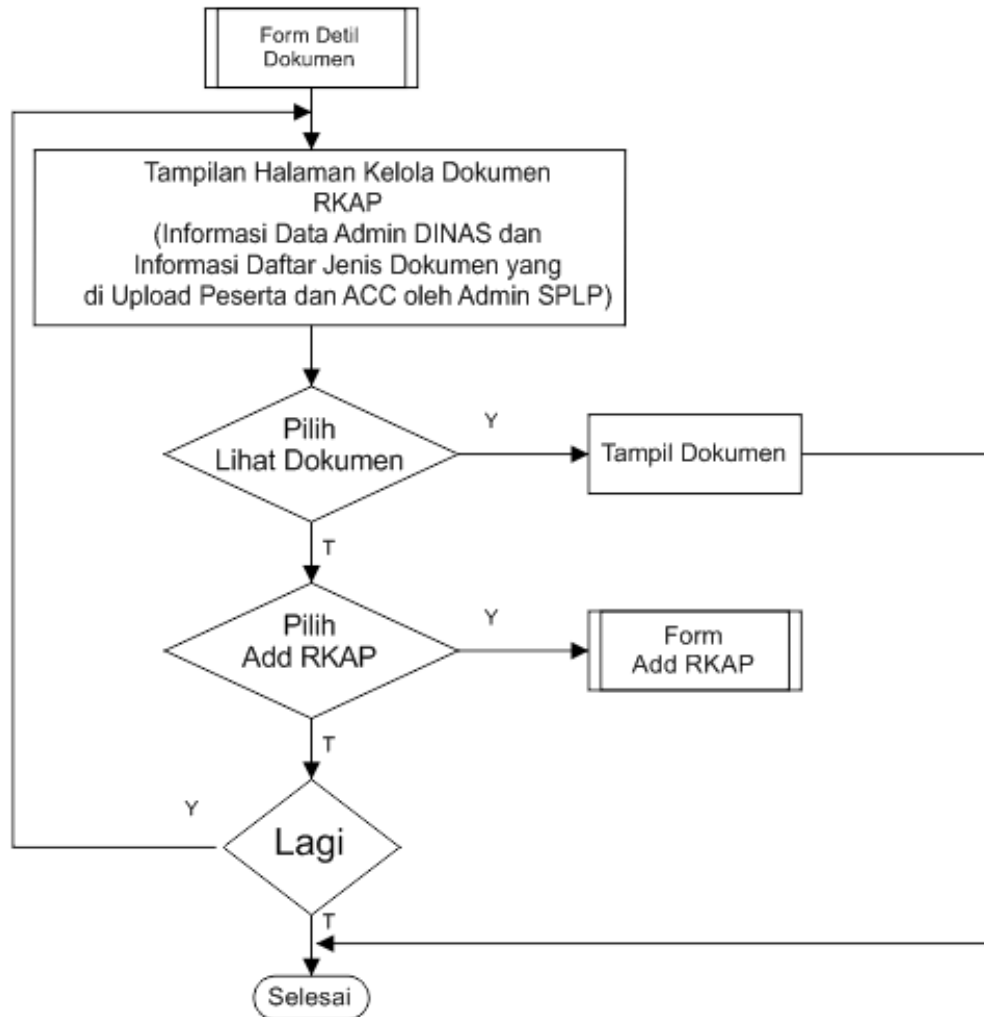 Form Detil
Dokumen
Tampilan Halaman Kelola Dokumen
RKAP
(Informasi Data Admin DINAS dan
Informasi Daftar Jenis Dokumen yang
di Upload Peserta dan ACC oleh Admin SPLP)
Pilih
Lihat Dokumen
Y
Tampil Dokumen
T
Pilih
Add RKAP
Y
Form
Add RKAP
T
Y
Lagi
T
Selesai